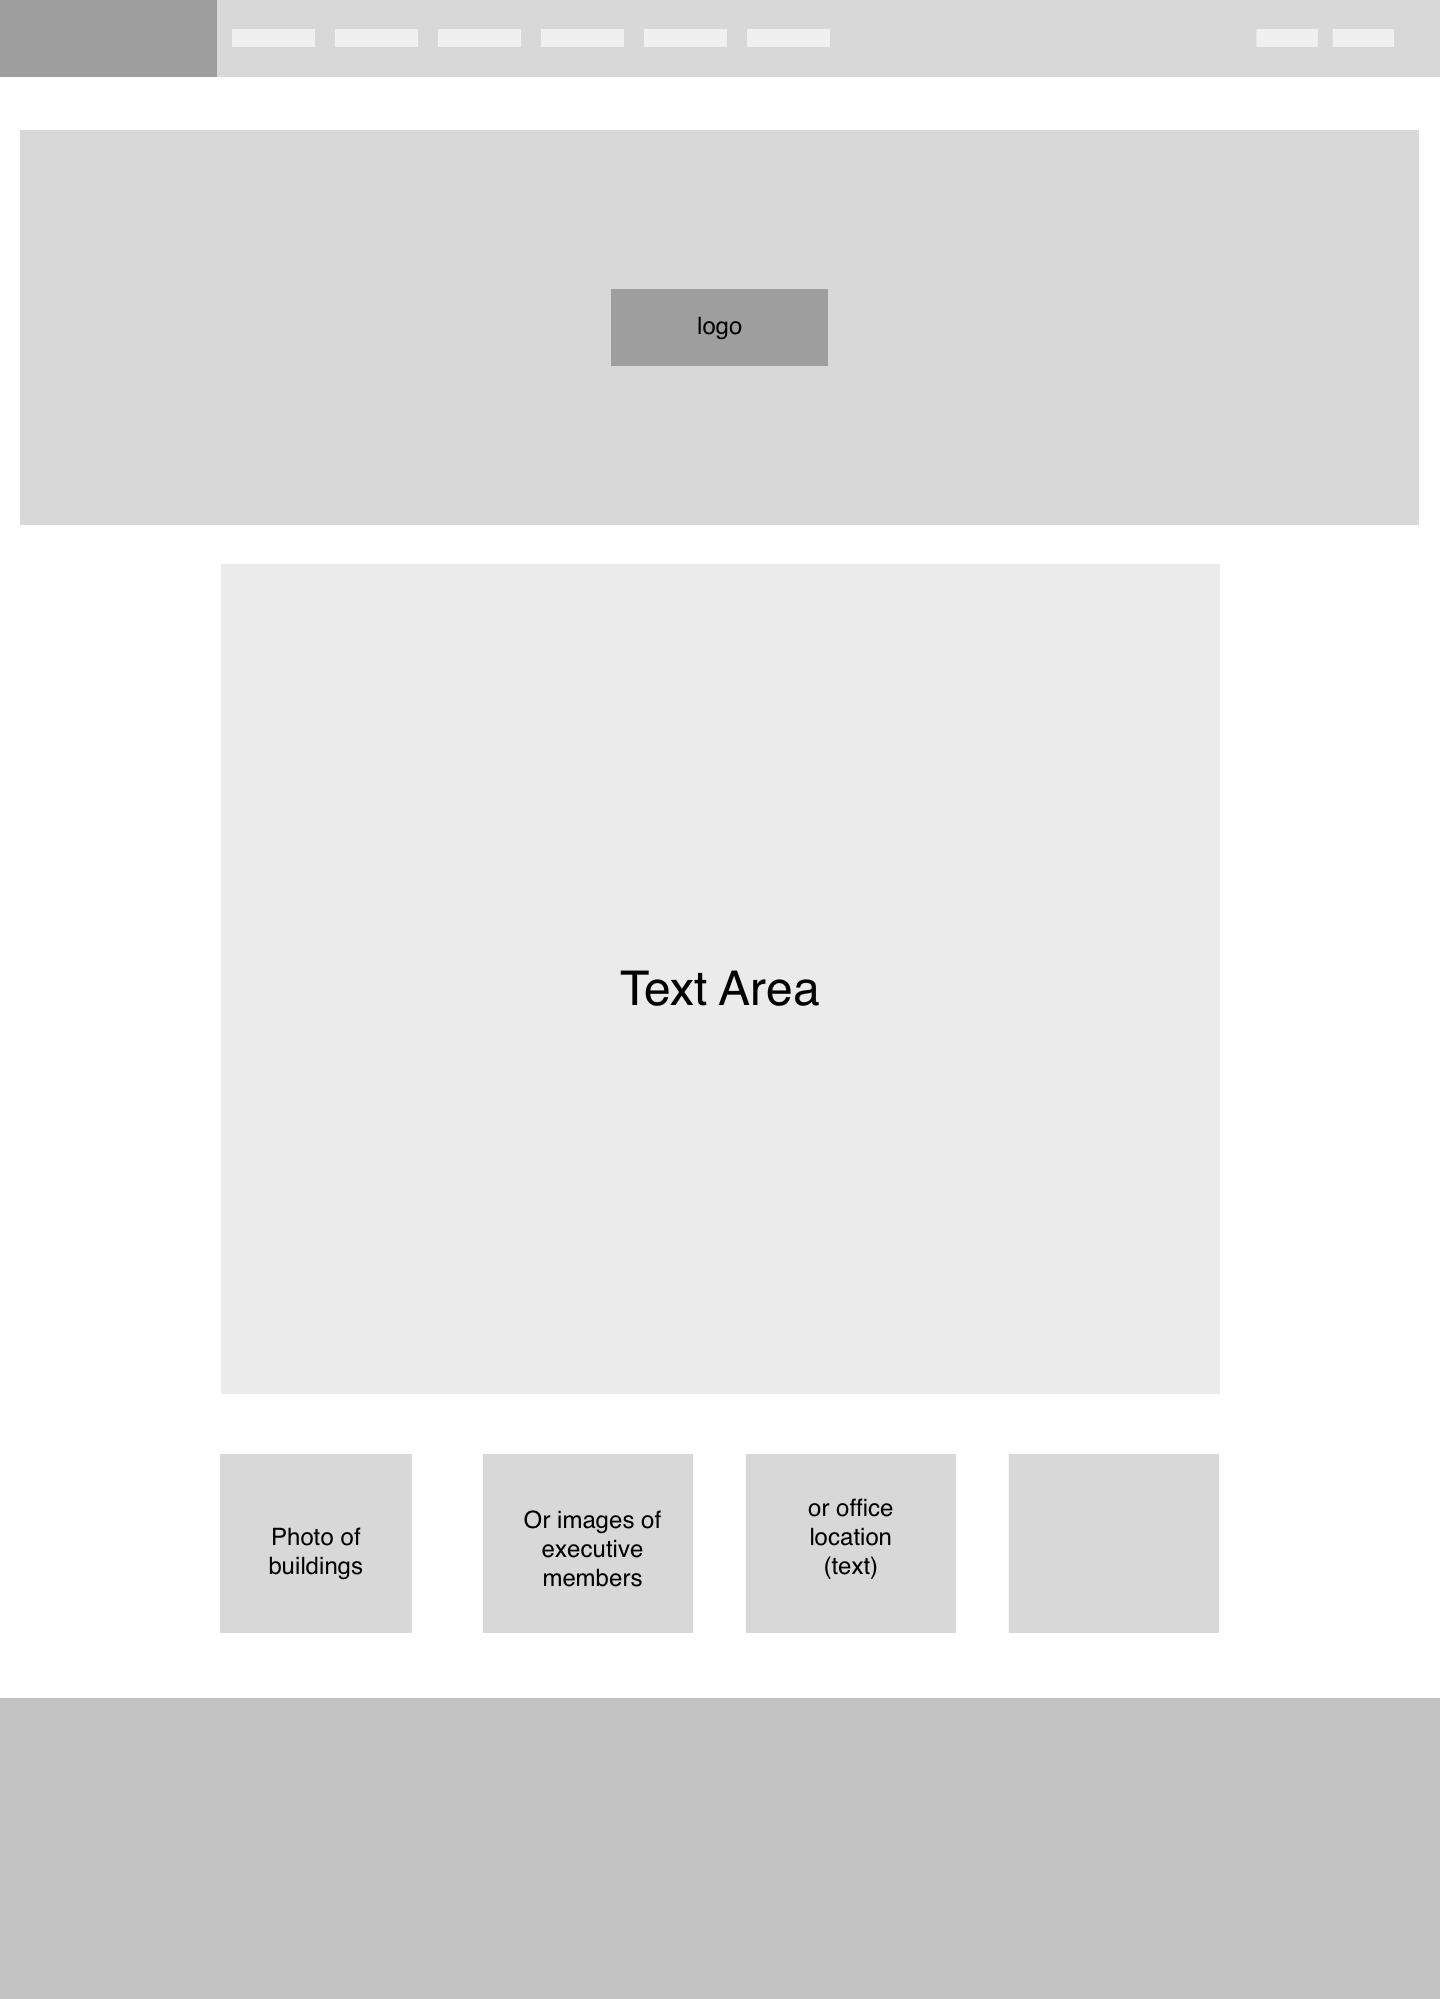 logo
Text Area
Photo of
buildings
Or images of
executive
members
or office
location
(text)